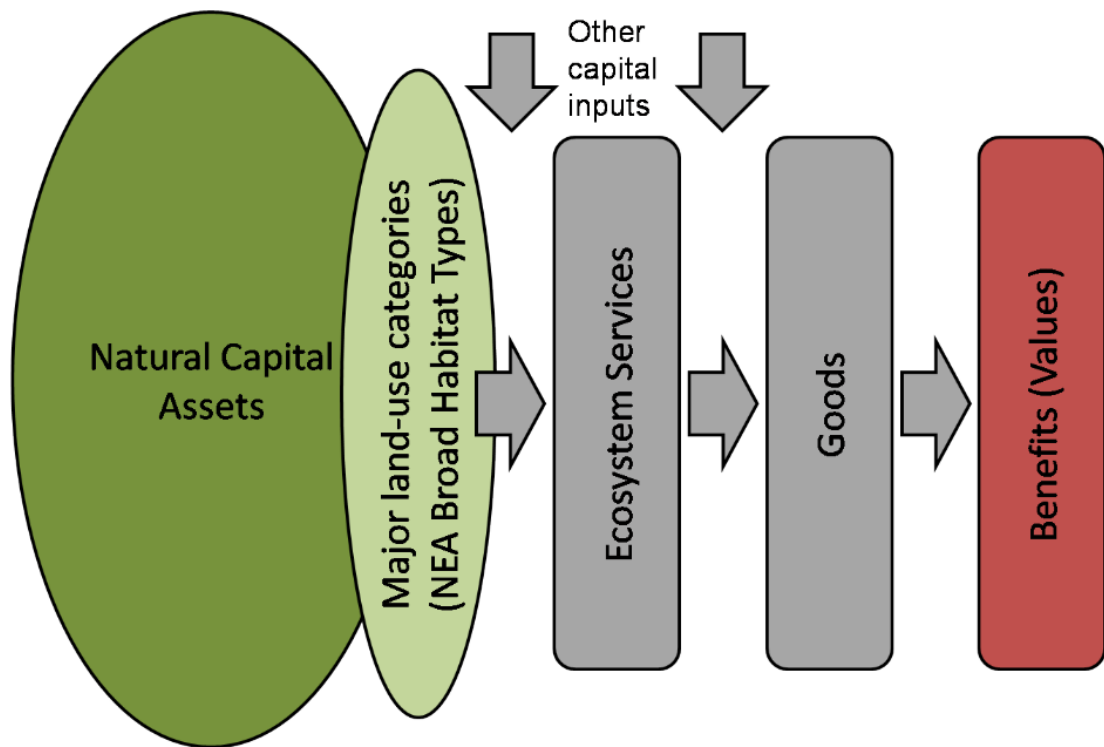 Other
capital
inputs
Natural Capital
Assets
Major land-use categories
(NEA Broad Habitat Types)
Ecosystem Services
Goods
Benefits (Values)